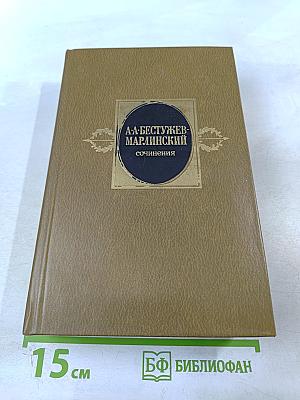 А·А·БЕСТУЖЕВ-
МАРЛИНСКИЙ
СОЧИНЕНИЯ
15 см
БФ БИБЛИОФАН